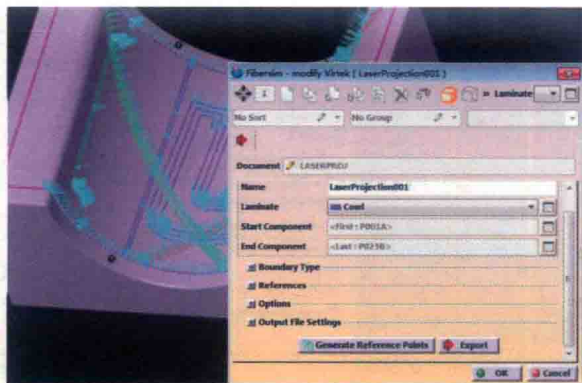 Fibersim - modify Virtek [ LaserProjection001 ]
Laminate
No Sort No Group
Document LASERPROJ
Name LaserProjection001
Laminate Cowl
Start Component <First : P001A>
End Component <Last : P023B>
Boundary Type
References
Options
Output File Settings
Generate Reference Points Export
OK Cancel